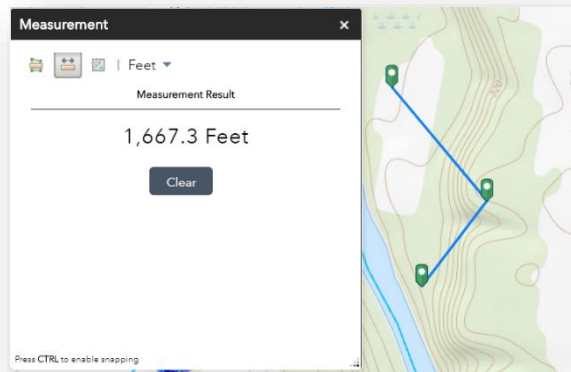 Measurement
Feet
Measurement Result
1,667.3 Feet
Clear
Press CTRL to enable snapping